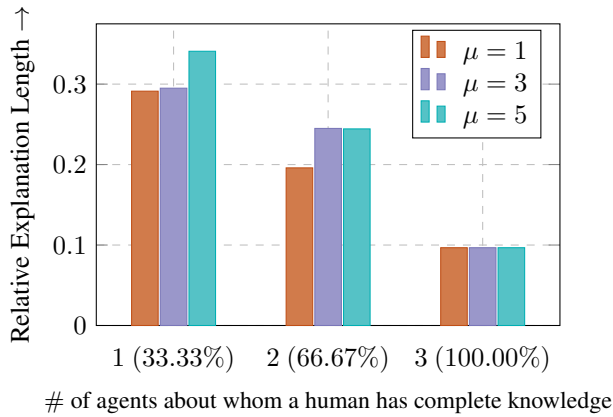 Relative Explanation Length →
0.3
0.2
0.1
0
μ = 1
μ = 3
μ = 5
1 (33.33%) 2 (66.67%) 3 (100.00%)
# of agents about whom a human has complete knowledge